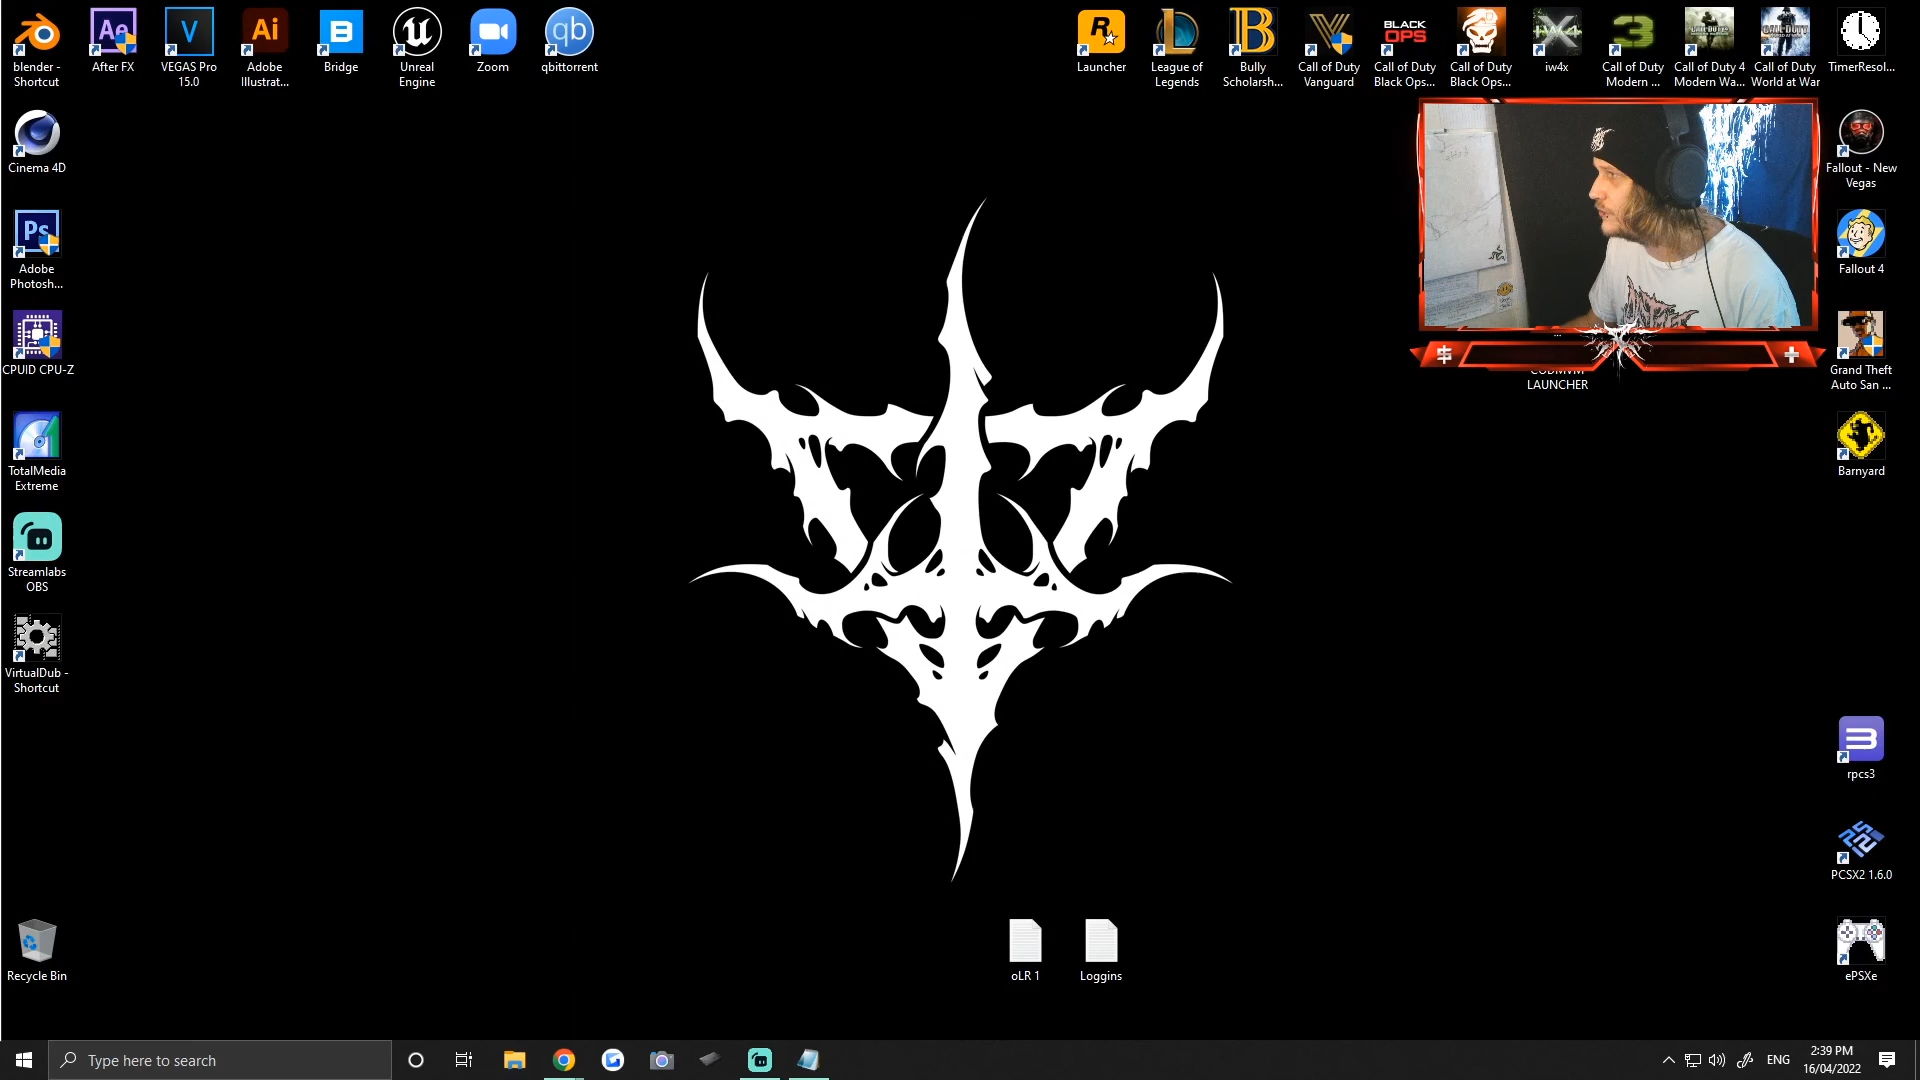 blender -
Shortcut
After FX
VEGAS Pro
15.0
Adobe
Illustrat...
Bridge
Unreal
Engine
Zoom
qbittorrent
Launcher
League of
Legends
Bully
Scholarsh...
Call of Duty
Vanguard
BLACK
OPS
Call of Duty
Black Ops...
Call of Duty
Black Ops...
iw4x
Call of Duty
Modern ...
Call of Duty 4
Modern Wa...
Call of Duty
World at War
TimerResol...
Cinema 4D
Fallout - New
Vegas
Ps
Adobe
Photosh...
Fallout 4
CPUID CPU-Z
LAUNCHER
Grand Theft
Auto San ...
TotalMedia
Extreme
Barnyard
Streamlabs
OBS
VirtualDub -
Shortcut
rpcs3
PCSX2 1.6.0
Recycle Bin
oLR 1
Loggins
ePSXe
Type here to search
ENG
2:39 PM
16/04/2022